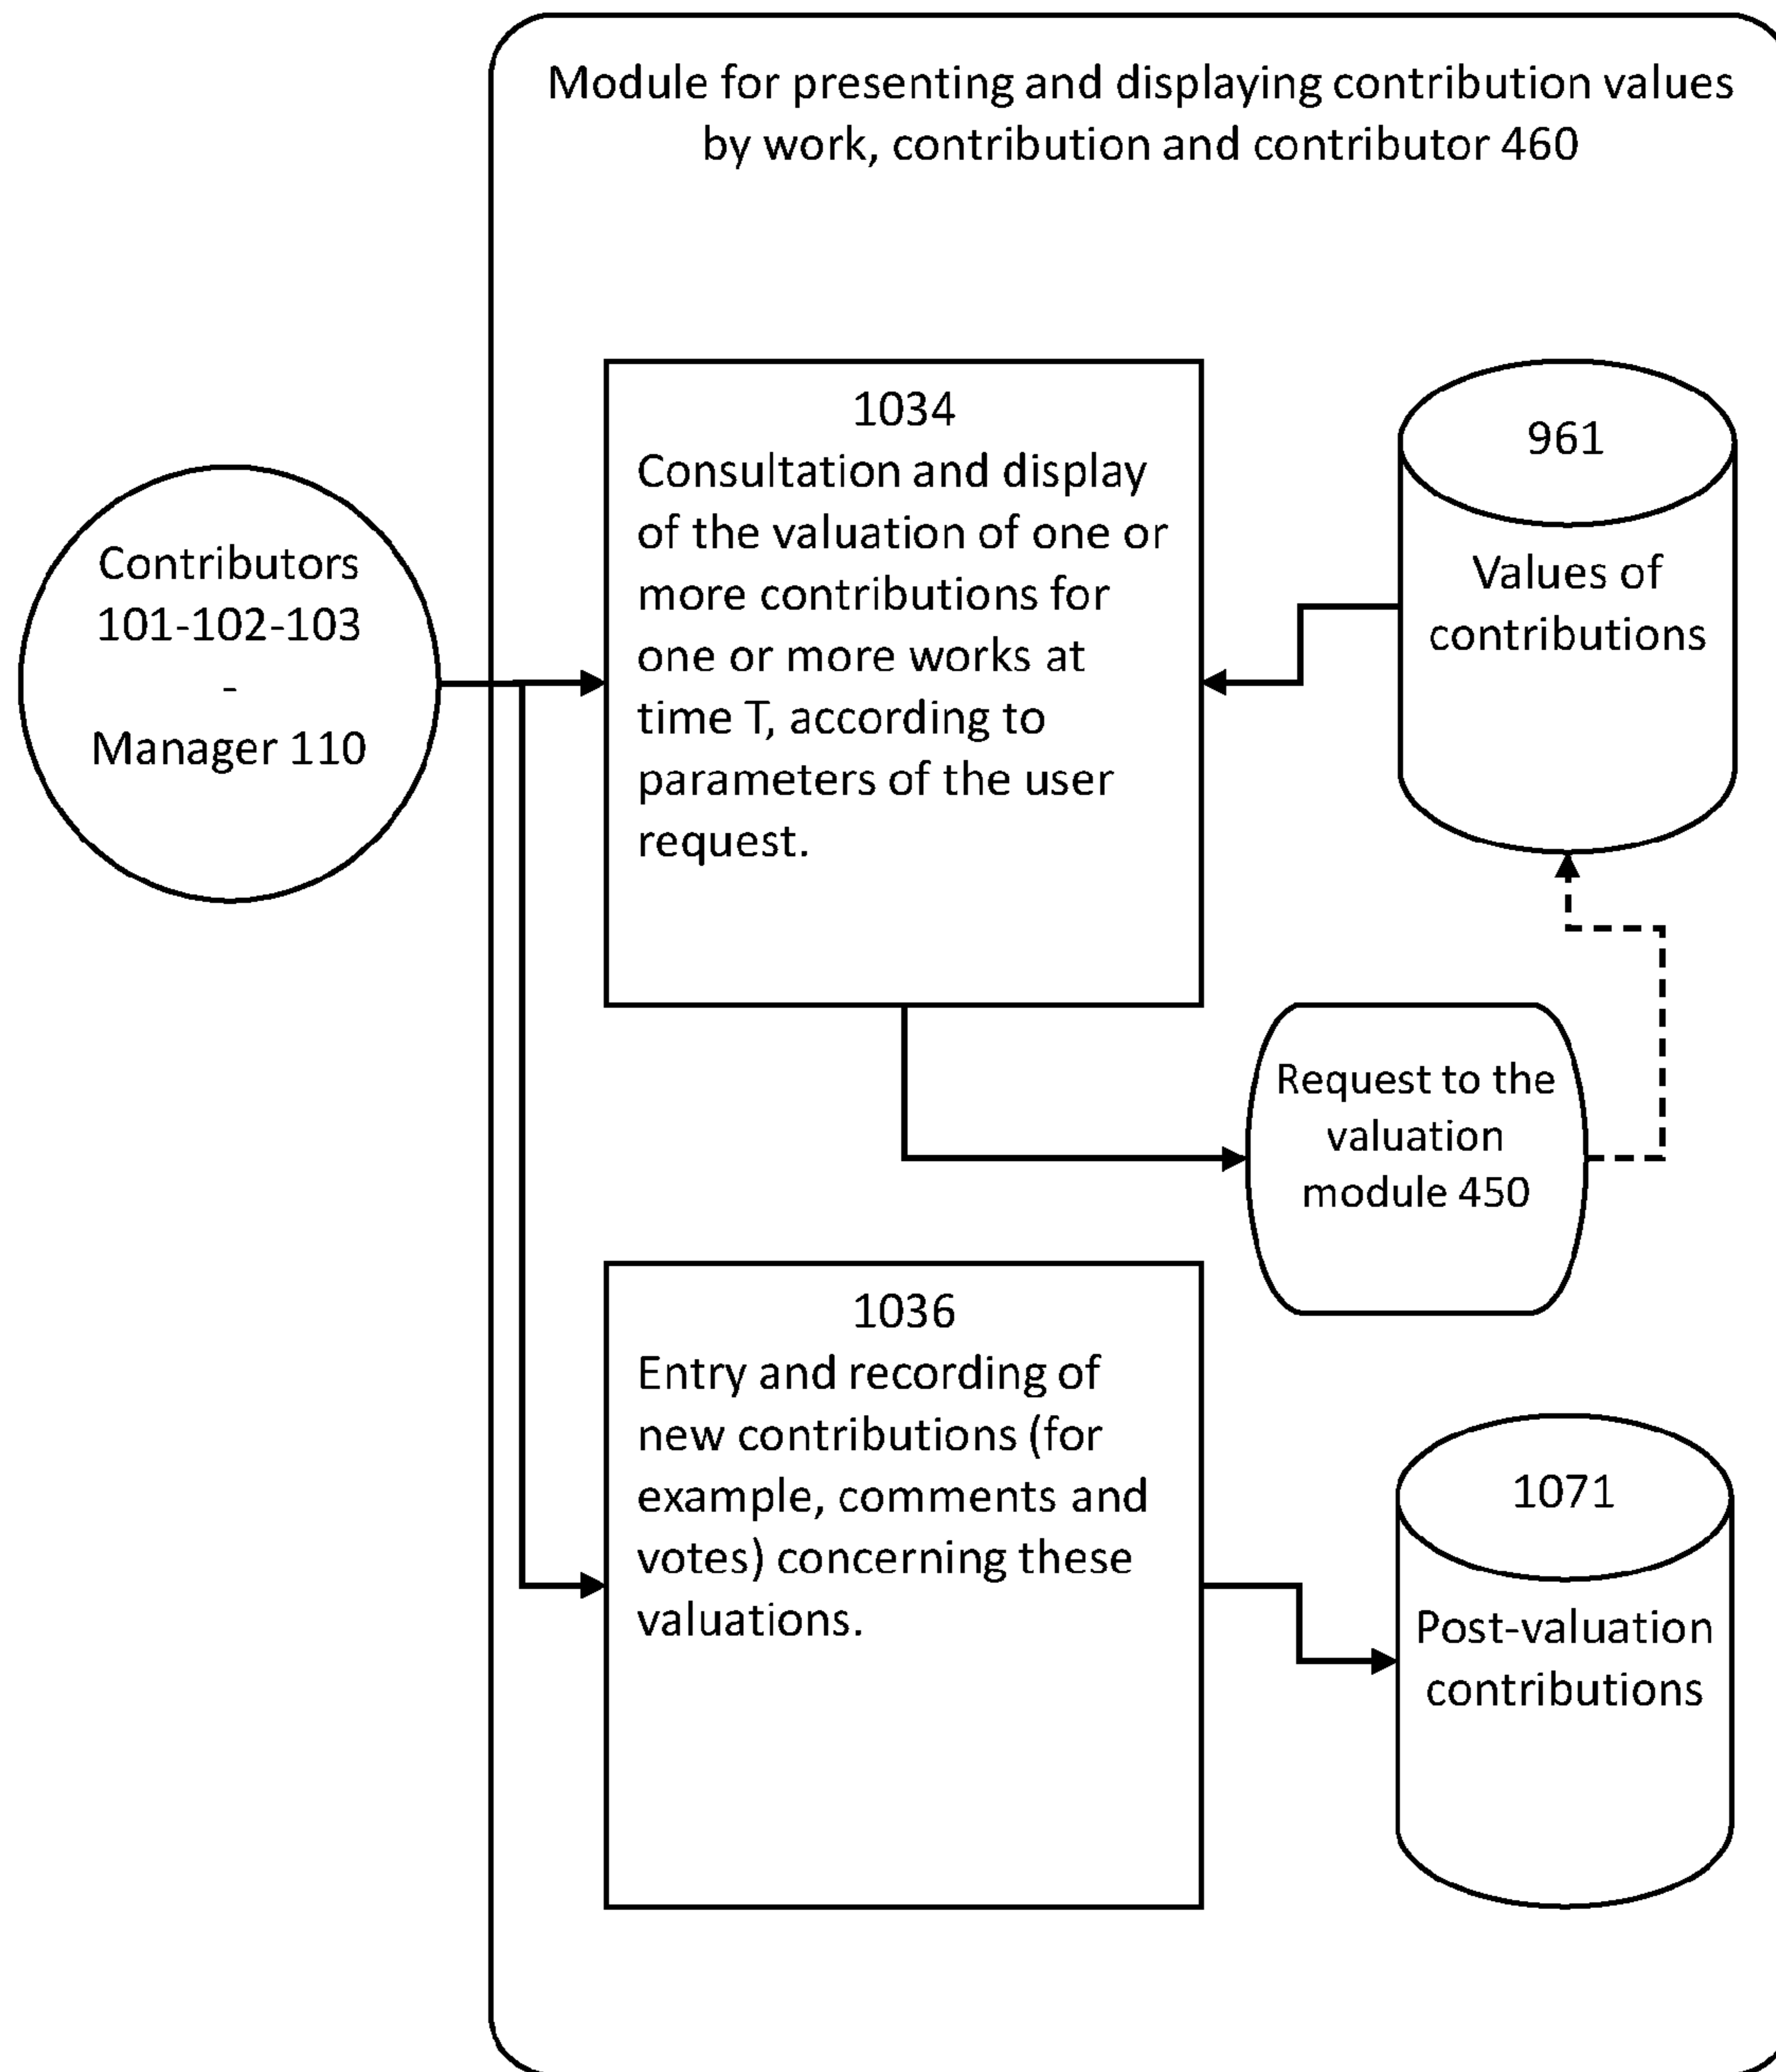 Module for presenting and displaying contribution values
by work, contribution and contributor 460
Contributors
101-102-103
-
Manager 110
1034
Consultation and display
of the valuation of one or
more contributions for
one or more works at
time T, according to
parameters of the user
request.
961
Values of
contributions
Request to the
valuation
module 450
1036
Entry and recording of
new contributions (for
example, comments and
votes) concerning these
valuations.
1071
Post-valuation
contributions